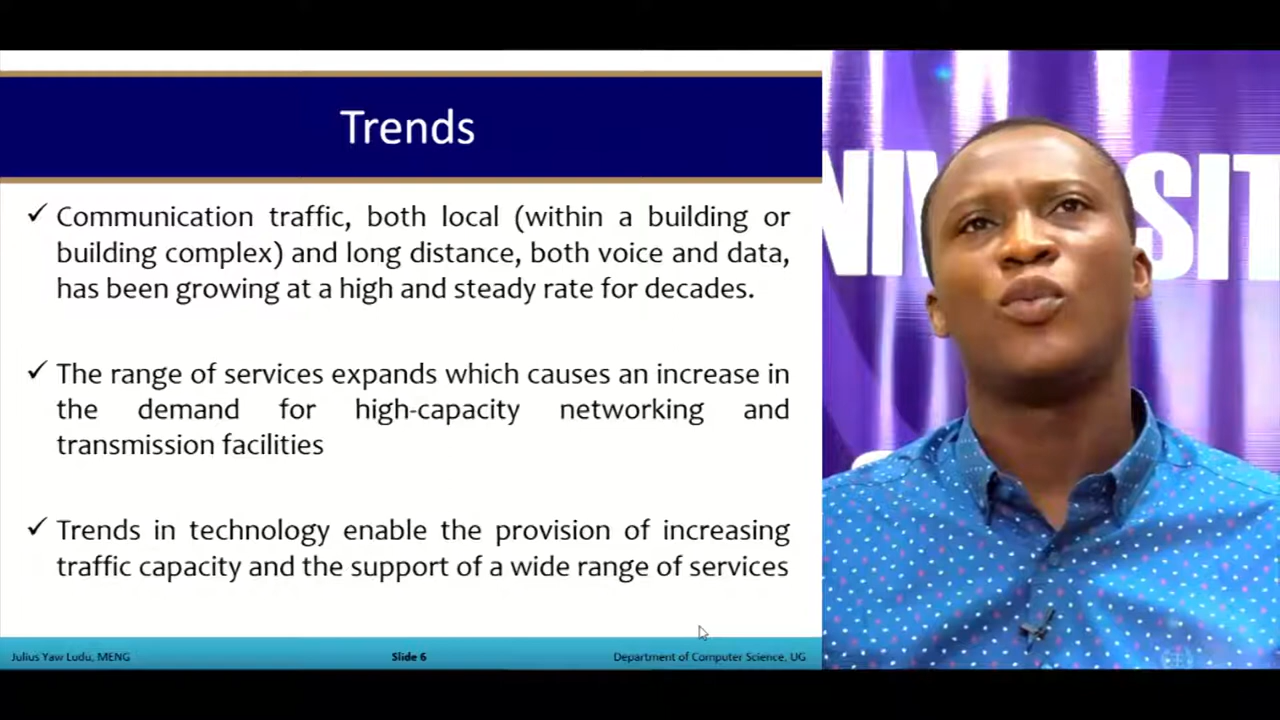 Trends
✓ Communication traffic, both local (within a building or
building complex) and long distance, both voice and data,
has been growing at a high and steady rate for decades.
✓ The range of services expands which causes an increase in
the demand for high-capacity networking and
transmission facilities
✓ Trends in technology enable the provision of increasing
traffic capacity and the support of a wide range of services
Julius Yaw Ludu, MENG
Slide 6
Department of Computer Science, UG